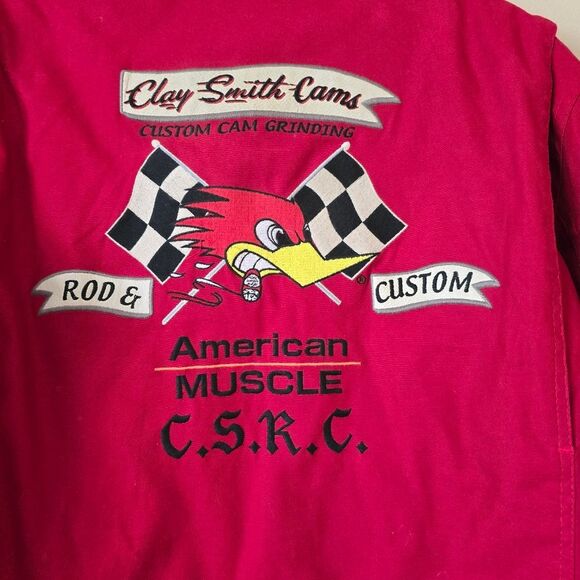 Clay Smith Cams
CUSTOM CAM GRINDING
ROD &
CUSTOM
®
American
MUSCLE
C.S.R.C.